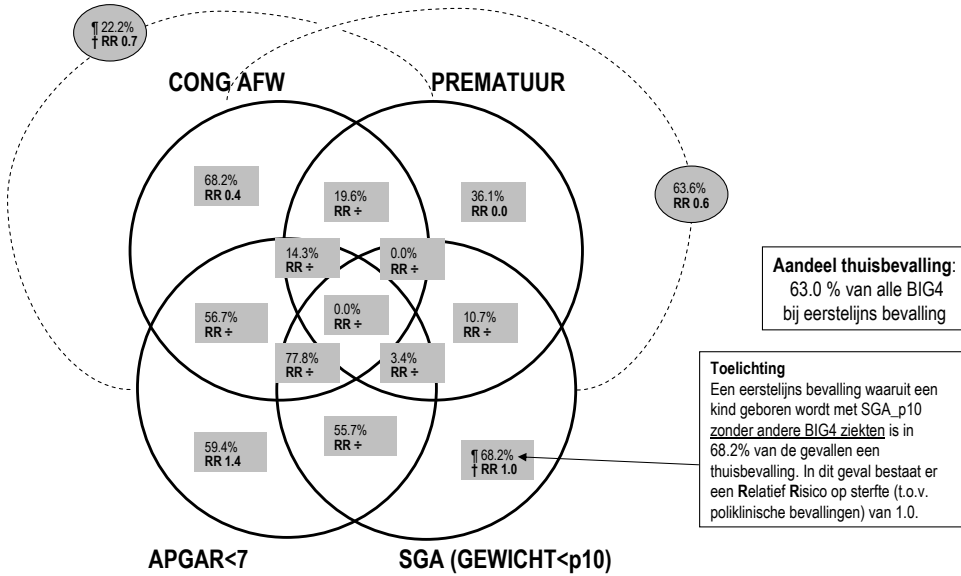 ¶ 22.2%
† RR 0.7
CONG AFW
PREMATUUR
68.2%
RR 0.4
19.6%
RR ÷
36.1%
RR 0.0
63.6%
RR 0.6
14.3%
RR ÷
0.0%
RR ÷
56.7%
RR ÷
0.0%
RR ÷
10.7%
RR ÷
77.8%
RR ÷
3.4%
RR ÷
59.4%
RR 1.4
55.7%
RR ÷
¶ 68.2%
† RR 1.0
APGAR<7
SGA (GEWICHT<p10)
Aandeel thuisbevalling:
63.0 % van alle BIG4
bij eerstelijns bevalling
Toelichting
Een eerstelijns bevalling waaruit een
kind geboren wordt met SGA_p10
zonder andere BIG4 ziekten is in
68.2% van de gevallen een
thuisbevalling. In dit geval bestaat er
een Relatief Risico op sterfte (t.o.v.
poliklinische bevallingen) van 1.0.